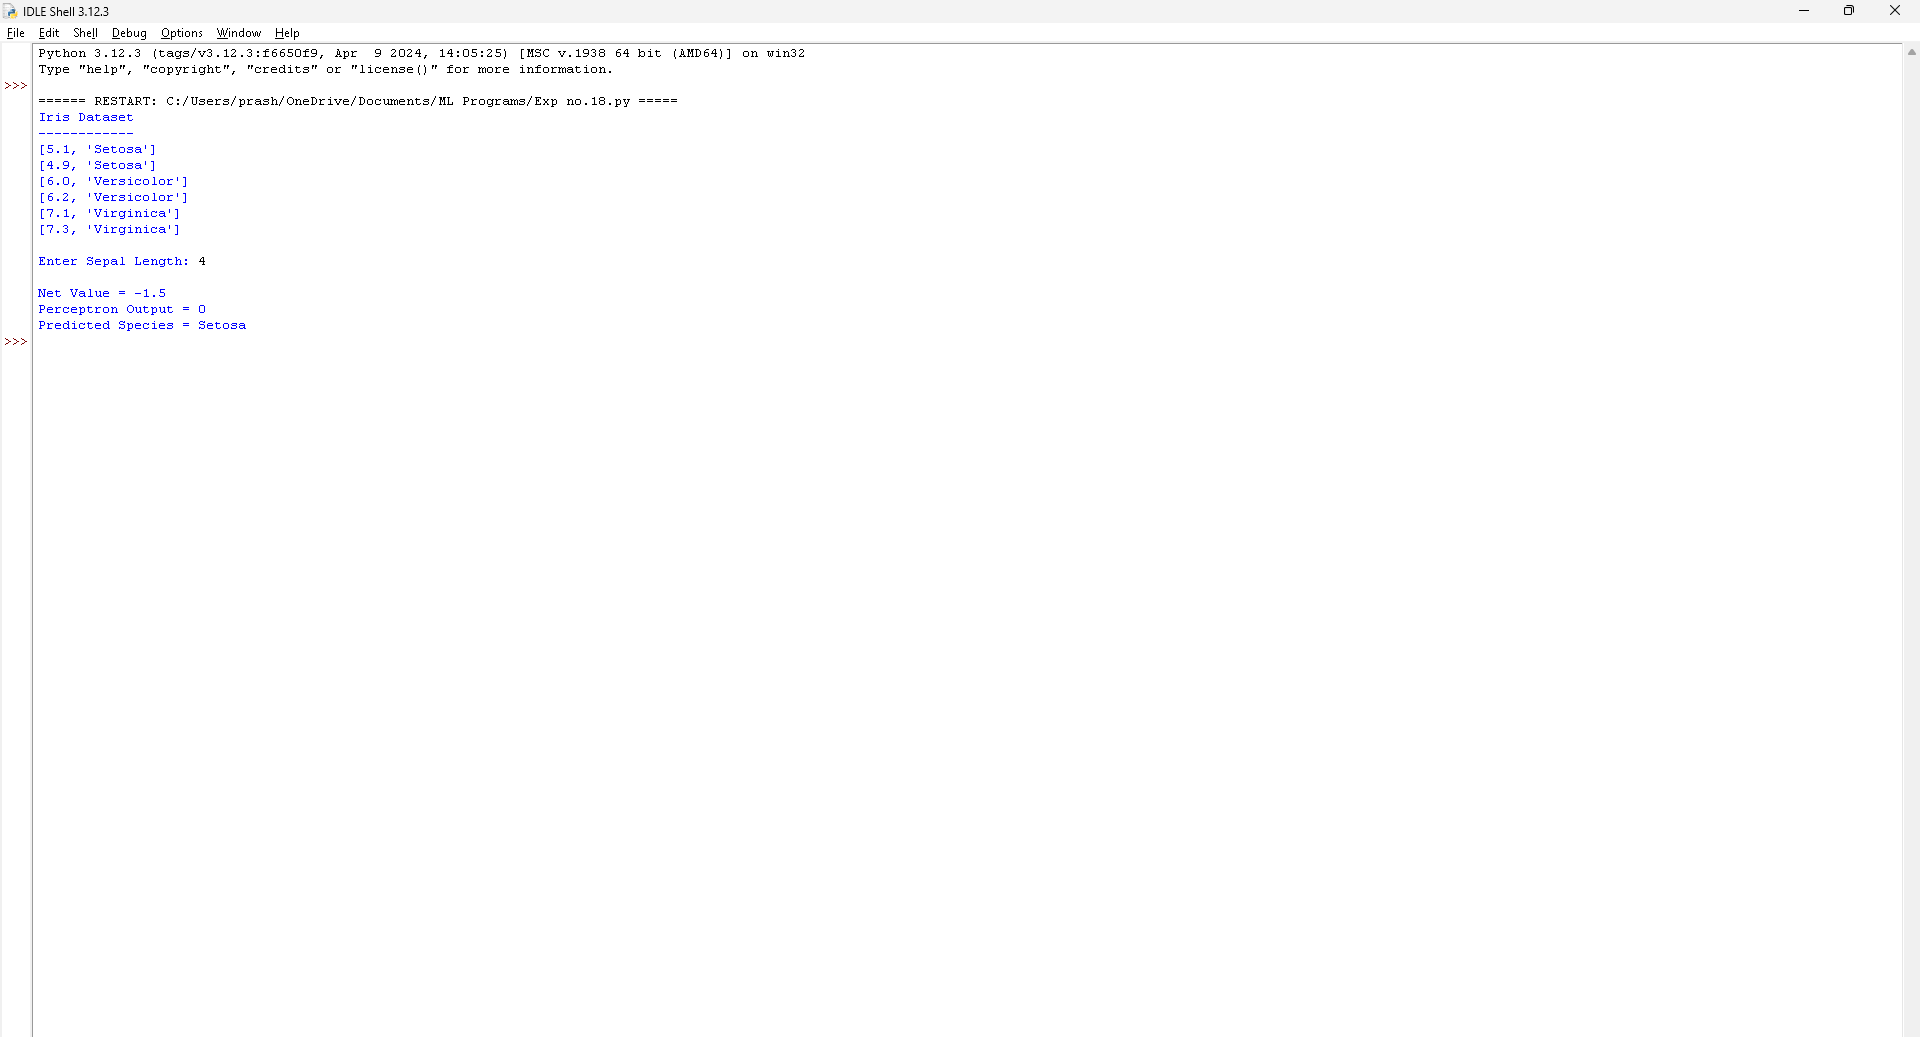 IDLE Shell 3.12.3
File Edit Shell Debug Options Window Help
Python 3.12.3 (tags/v3.12.3:f6650f9, Apr  9 2024, 14:05:25) [MSC v.1938 64 bit (AMD64)] on win32
Type "help", "copyright", "credits" or "license()" for more information.
>>>
====== RESTART: C:/Users/prash/OneDrive/Documents/ML Programs/Exp no.18.py =====
Iris Dataset
------------
[5.1, 'Setosa']
[4.9, 'Setosa']
[6.0, 'Versicolor']
[6.2, 'Versicolor']
[7.1, 'Virginica']
[7.3, 'Virginica']
Enter Sepal Length: 4
Net Value = -1.5
Perceptron Output = 0
Predicted Species = Setosa
>>>